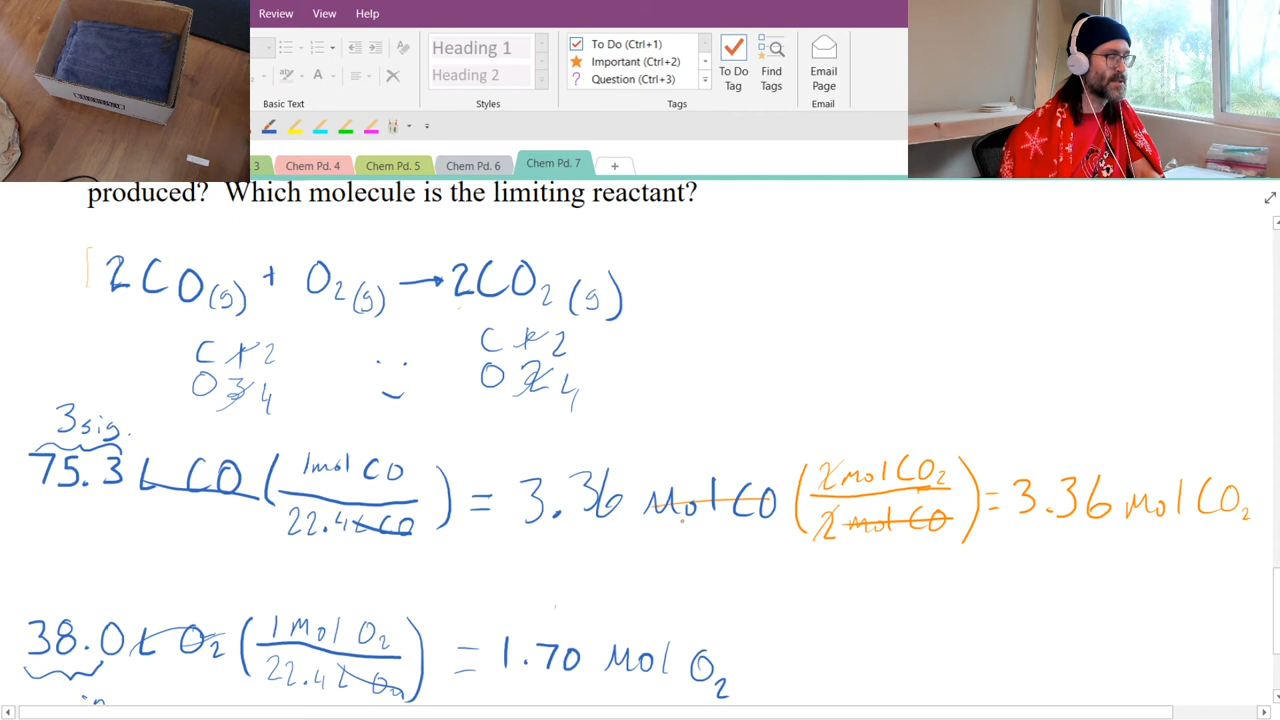 Review View Help
Heading 1
Heading 2
To Do (Ctrl+1)
Important (Ctrl+2)
Question (Ctrl+3)
To Do Tag
Find Tags
Email Page
Basic Text
Styles
Tags
Email
3 Chem Pd. 4 Chem Pd. 5 Chem Pd. 6 Chem Pd. 7 +
produced? Which molecule is the limiting reactant?
2CO(g) + O2(g) → 2CO2(g)
C 1 2 C 1 2
O 3 4 O 2 4
3 sig.
75.3 L CO (1mol CO / 22.4 L CO) = 3.36 mol CO (2 mol CO2 / 2 mol CO) = 3.36 mol CO2
38.0 L O2 (1 mol O2 / 22.4 L O2) = 1.70 mol O2